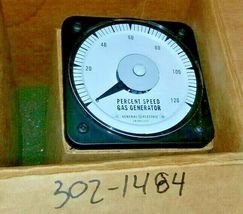 20 40 60 80 100 120
PERCENT SPEED
GAS GENERATOR
GENERAL ELECTRIC
302-1484